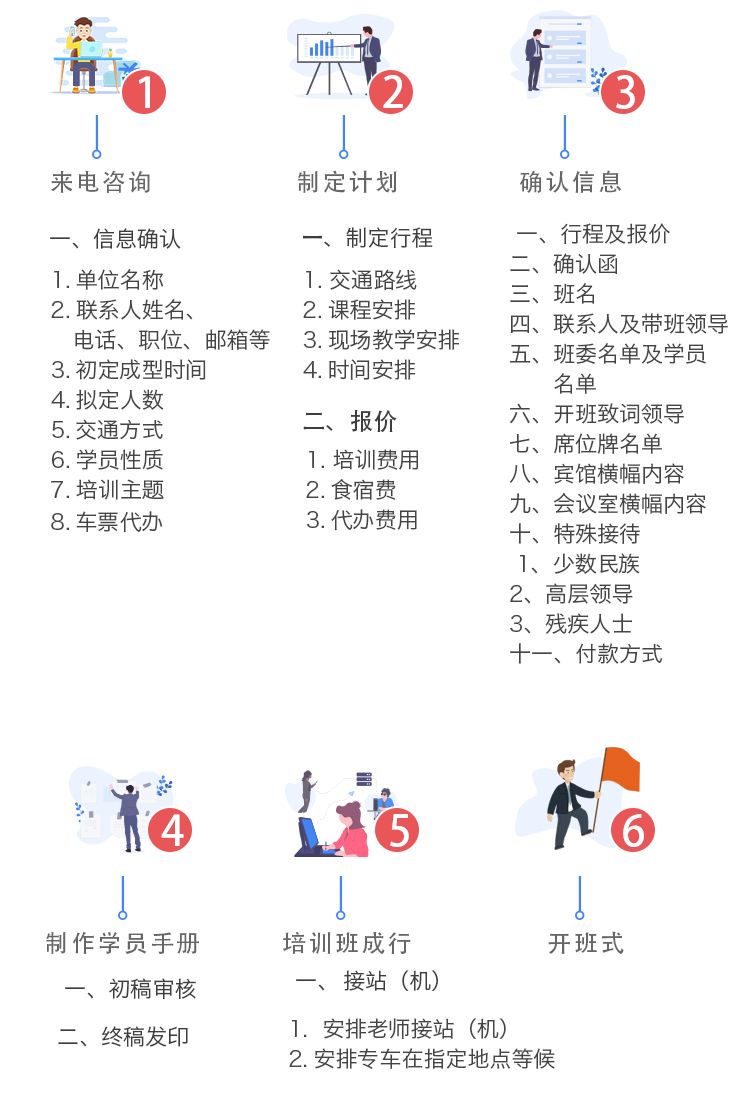 1
来电咨询
一、信息确认
1. 单位名称
2. 联系人姓名、
电话、职位、邮箱等
3. 初定成型时间
4. 拟定人数
5. 交通方式
6. 学员性质
7. 培训主题
8. 车票代办
2
制定计划
一、制定行程
1. 交通路线
2. 课程安排
3. 现场教学安排
4. 时间安排
二、报价
1. 培训费用
2. 食宿费
3. 代办费用
3
确认信息
一、行程及报价
二、确认函
三、班名
四、联系人及带班领导
五、班委名单及学员
名单
六、开班致词领导
七、席位牌名单
八、宾馆横幅内容
九、会议室横幅内容
十、特殊接待
1、少数民族
2、高层领导
3、残疾人士
十一、付款方式
4
制作学员手册
一、初稿审核
二、终稿发印
5
培训班成行
一、 接站（机）
1. 安排老师接站（机）
2. 安排专车在指定地点等候
6
开班式